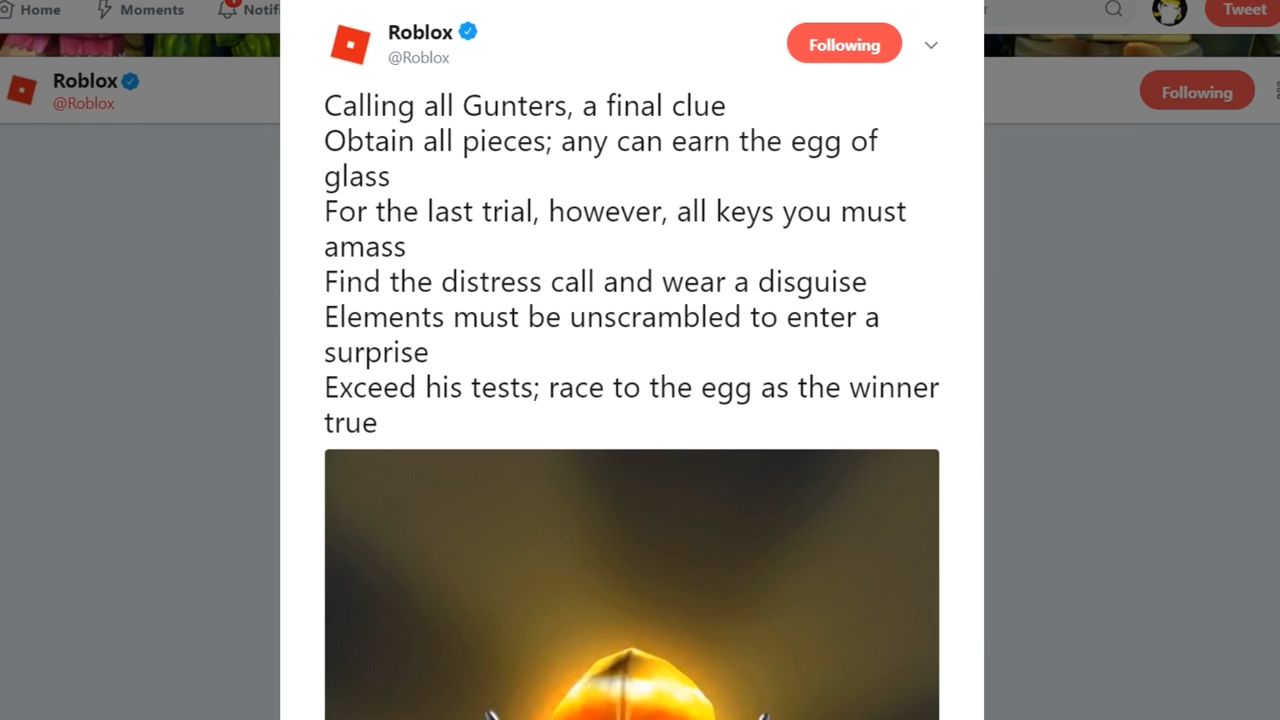 Home
Moments
Notif
1
Tweet
Roblox
@Roblox
Following
Roblox
@Roblox
Following
Calling all Gunters, a final clue
Obtain all pieces; any can earn the egg of
glass
For the last trial, however, all keys you must
amass
Find the distress call and wear a disguise
Elements must be unscrambled to enter a
surprise
Exceed his tests; race to the egg as the winner
true